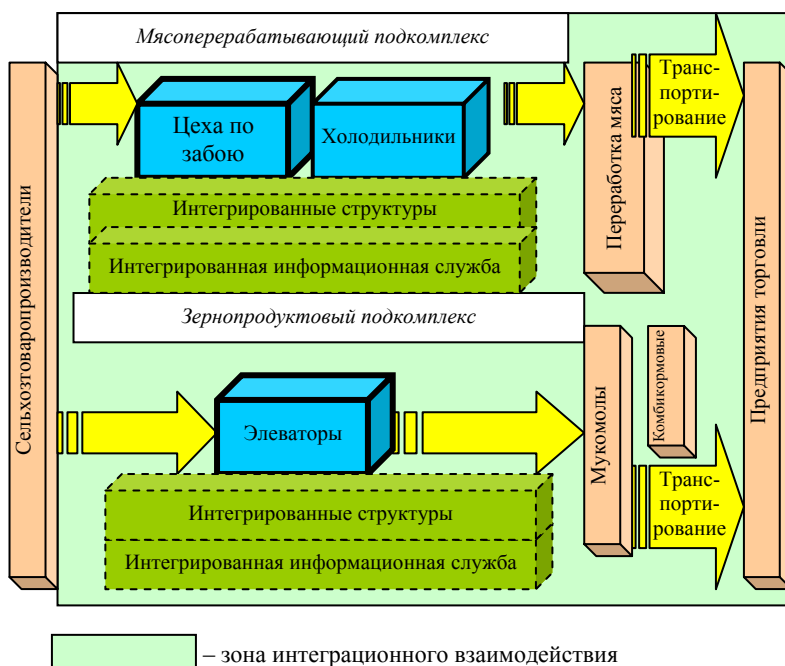 Мясоперерабатывающий подкомплекс
Сельхозтоваропроизводители
Цеха по
забою
Холодильники
Интегрированные структуры
Интегрированная информационная служба
Переработка мяса
Транс-
порти-
рование
Предприятия торговли
Зернопродуктовый подкомплекс
Элеваторы
Интегрированные структуры
Интегрированная информационная служба
Мукомолы
Комбикормовые
Транс-
порти-
рование
– зона интеграционного взаимодействия